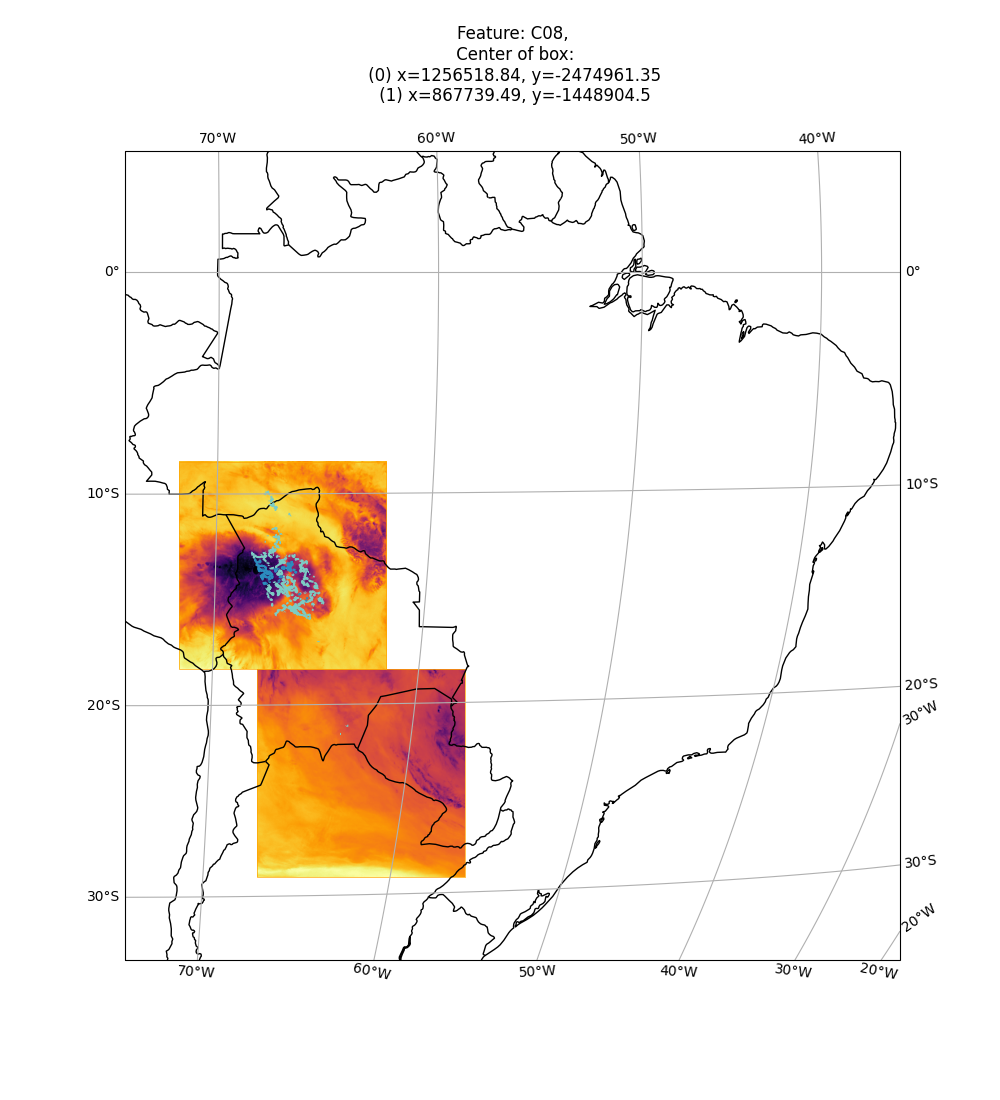 Feature: C08,
Center of box:
(0) x=1256518.84, y=-2474961.35
(1) x=867739.49, y=-1448904.5
70°W 60°W 50°W 40°W
0° 0°
10°S 10°S
20°S 20°S
30°W
30°S 30°S
20°W
70°W 60°W 50°W 40°W 30°W 20°W